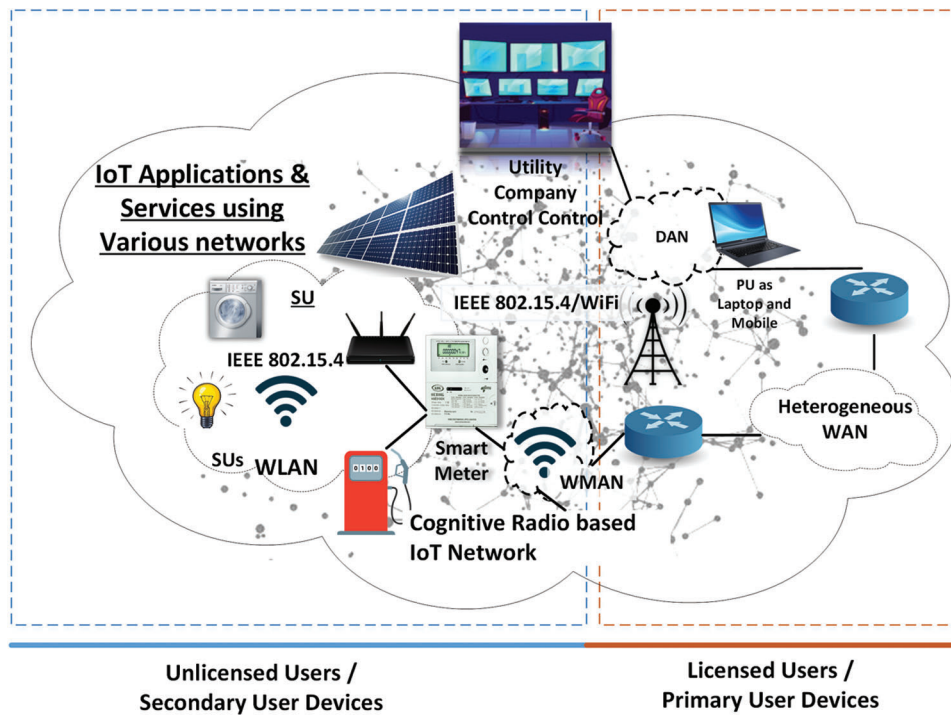 IoT Applications &
Services using
Various networks
Utility
Company
Control Control
DAN
PU as
Laptop and
Mobile
SU
IEEE 802.15.4/WiFi
IEEE 802.15.4
Heterogeneous
WAN
SUs
WLAN
Smart
Meter
WMAN
0100
Cognitive Radio based
IoT Network
Unlicensed Users /
Secondary User Devices
Licensed Users /
Primary User Devices